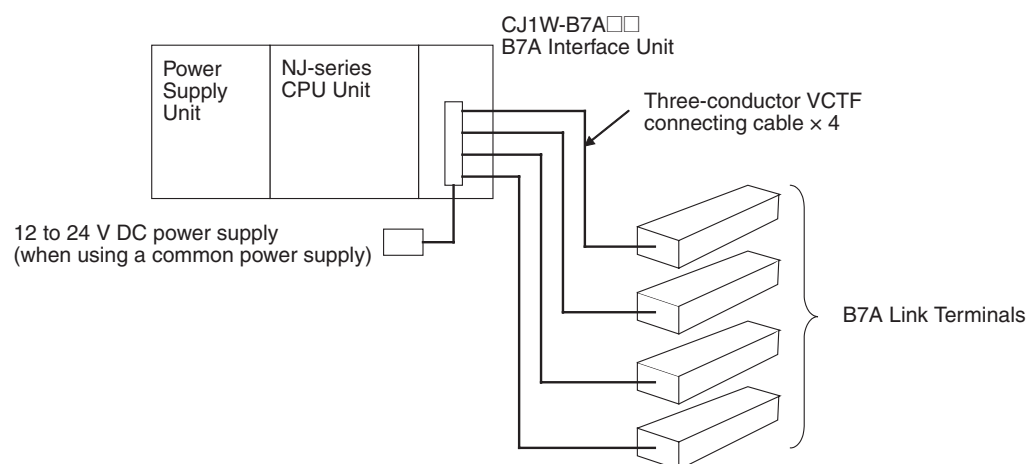 CJ1W-B7A□□
B7A Interface Unit
Power
Supply
Unit
NJ-series
CPU Unit
Three-conductor VCTF
connecting cable × 4
12 to 24 V DC power supply
(when using a common power supply)
B7A Link Terminals